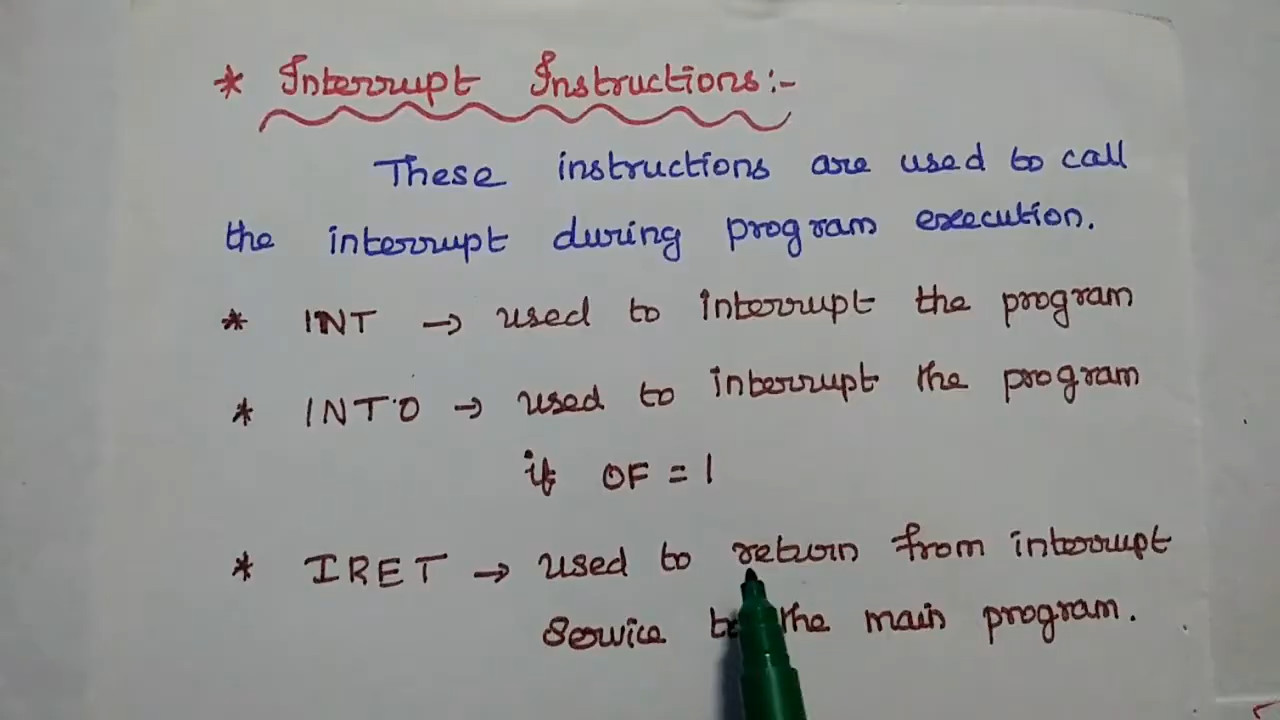 * Interrupt Instructions:-
These instructions are used to call
the interrupt during program execution.
* INT → used to interrupt the program
* INTO → used to interrupt the program
if OF = 1
* IRET → used to return from interrupt
Service to the main program.